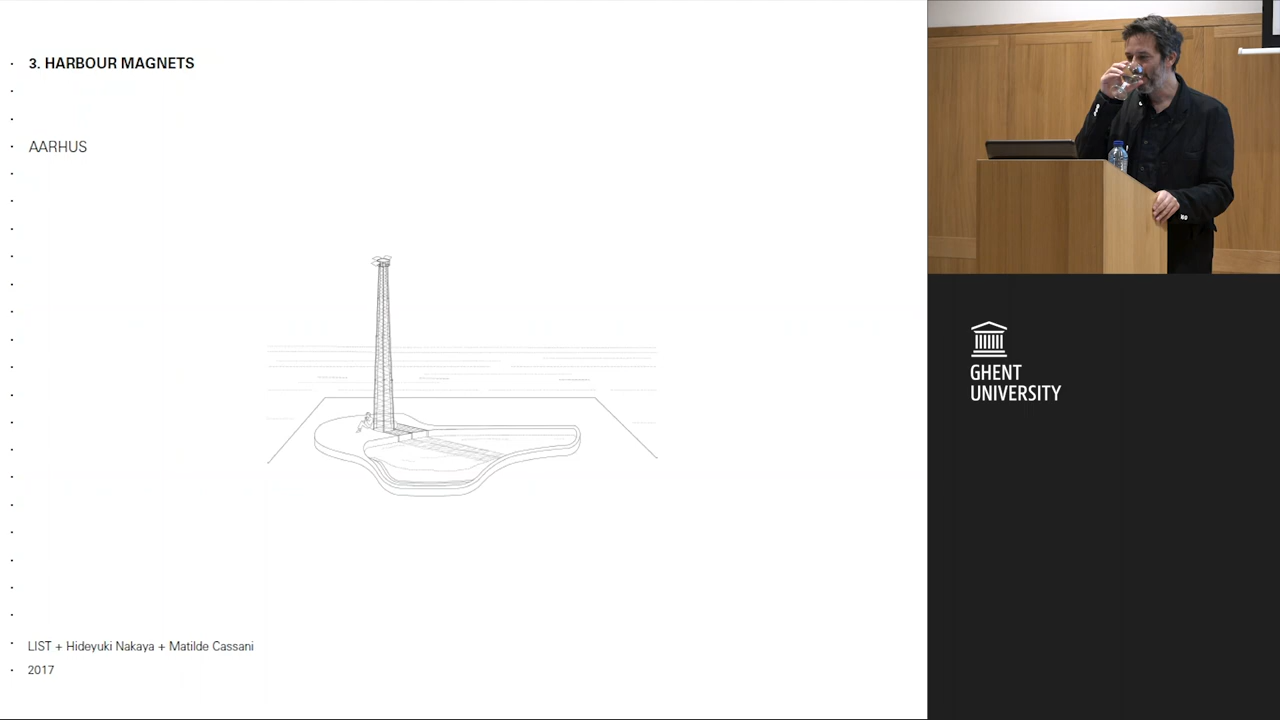 3. HARBOUR MAGNETS
AARHUS
LIST + Hideyuki Nakaya + Matilde Cassani
2017
GHENT
UNIVERSITY